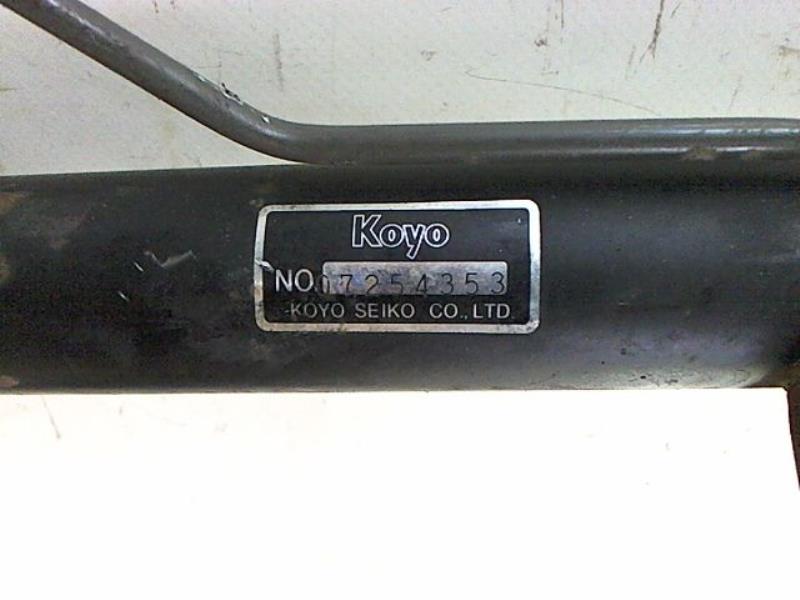 Koyo
NO. 07254353
KOYO SEIKO CO., LTD